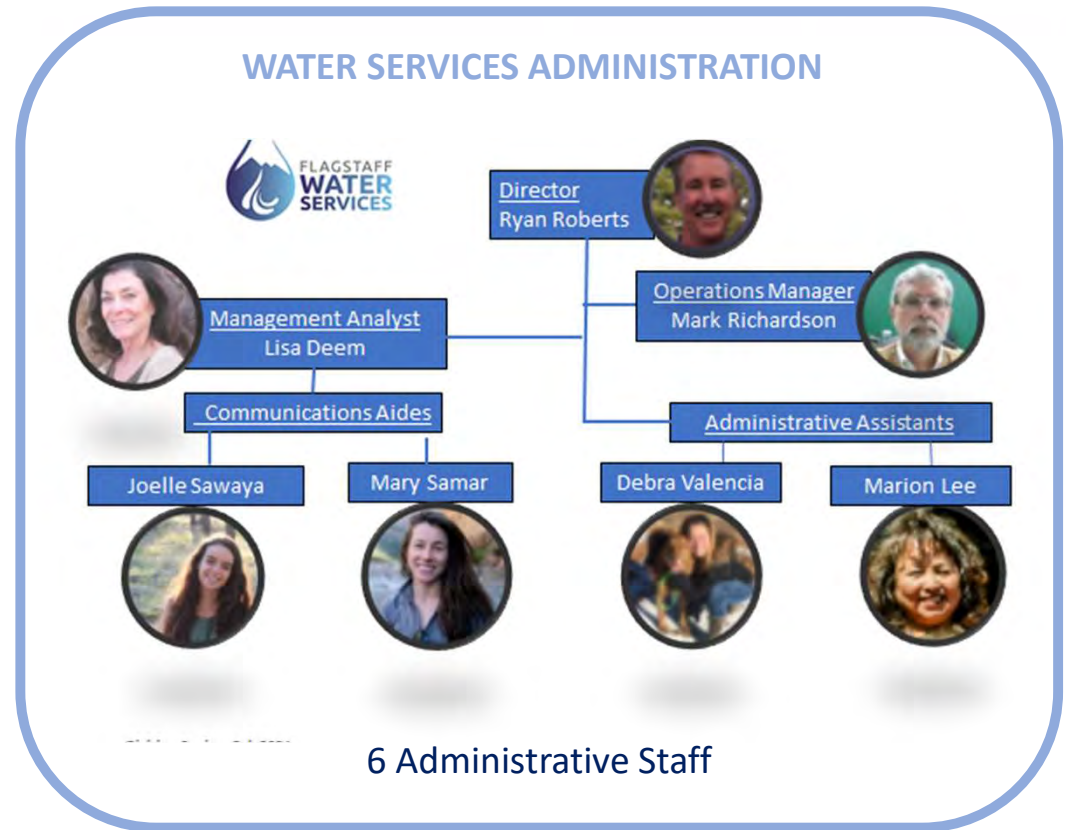 WATER SERVICES ADMINISTRATION
FLAGSTAFF
WATER
SERVICES
Director
Ryan Roberts
Operations Manager
Mark Richardson
Management Analyst
Lisa Deem
Communications Aides
Administrative Assistants
Joelle Sawaya
Mary Samar
Debra Valencia
Marion Lee
6 Administrative Staff